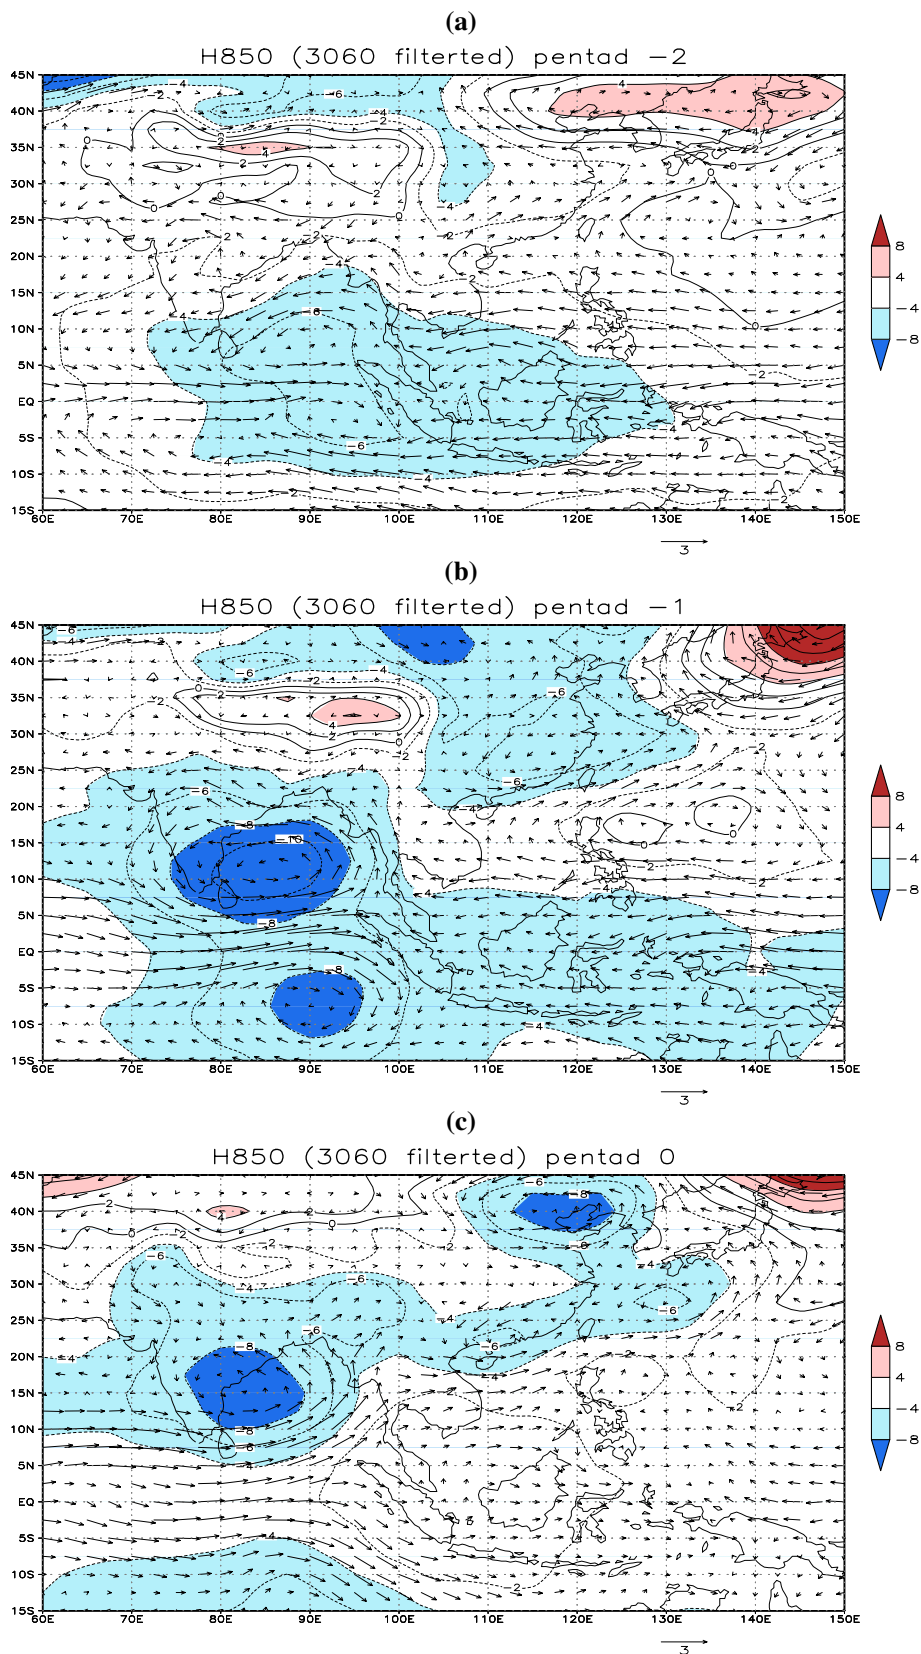 (a)
H850 (3060 filterted) pentad −2
45N
40N
35N
30N
25N
20N
15N
10N
5N
EQ
5S
10S
15S
60E 70E 80E 90E 100E 110E 120E 130E 140E 150E
8
4
−4
−8
3
(b)
H850 (3060 filterted) pentad −1
45N
40N
35N
30N
25N
20N
15N
10N
5N
EQ
5S
10S
15S
60E 70E 80E 90E 100E 110E 120E 130E 140E 150E
8
4
−4
−8
3
(c)
H850 (3060 filterted) pentad 0
45N
40N
35N
30N
25N
20N
15N
10N
5N
EQ
5S
10S
15S
60E 70E 80E 90E 100E 110E 120E 130E 140E 150E
8
4
−4
−8
3